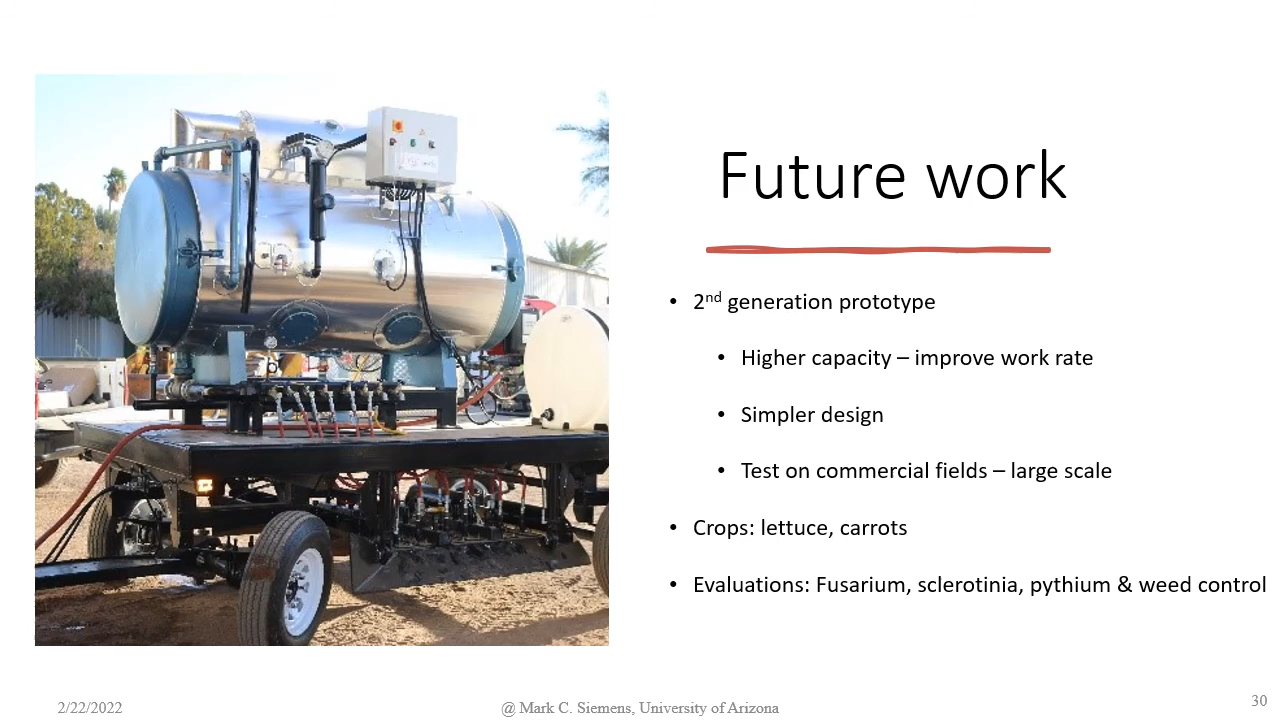 Future work
• 2nd generation prototype
• Higher capacity – improve work rate
• Simpler design
• Test on commercial fields – large scale
• Crops: lettuce, carrots
• Evaluations: Fusarium, sclerotinia, pythium & weed control
2/22/2022
@ Mark C. Siemens, University of Arizona
30